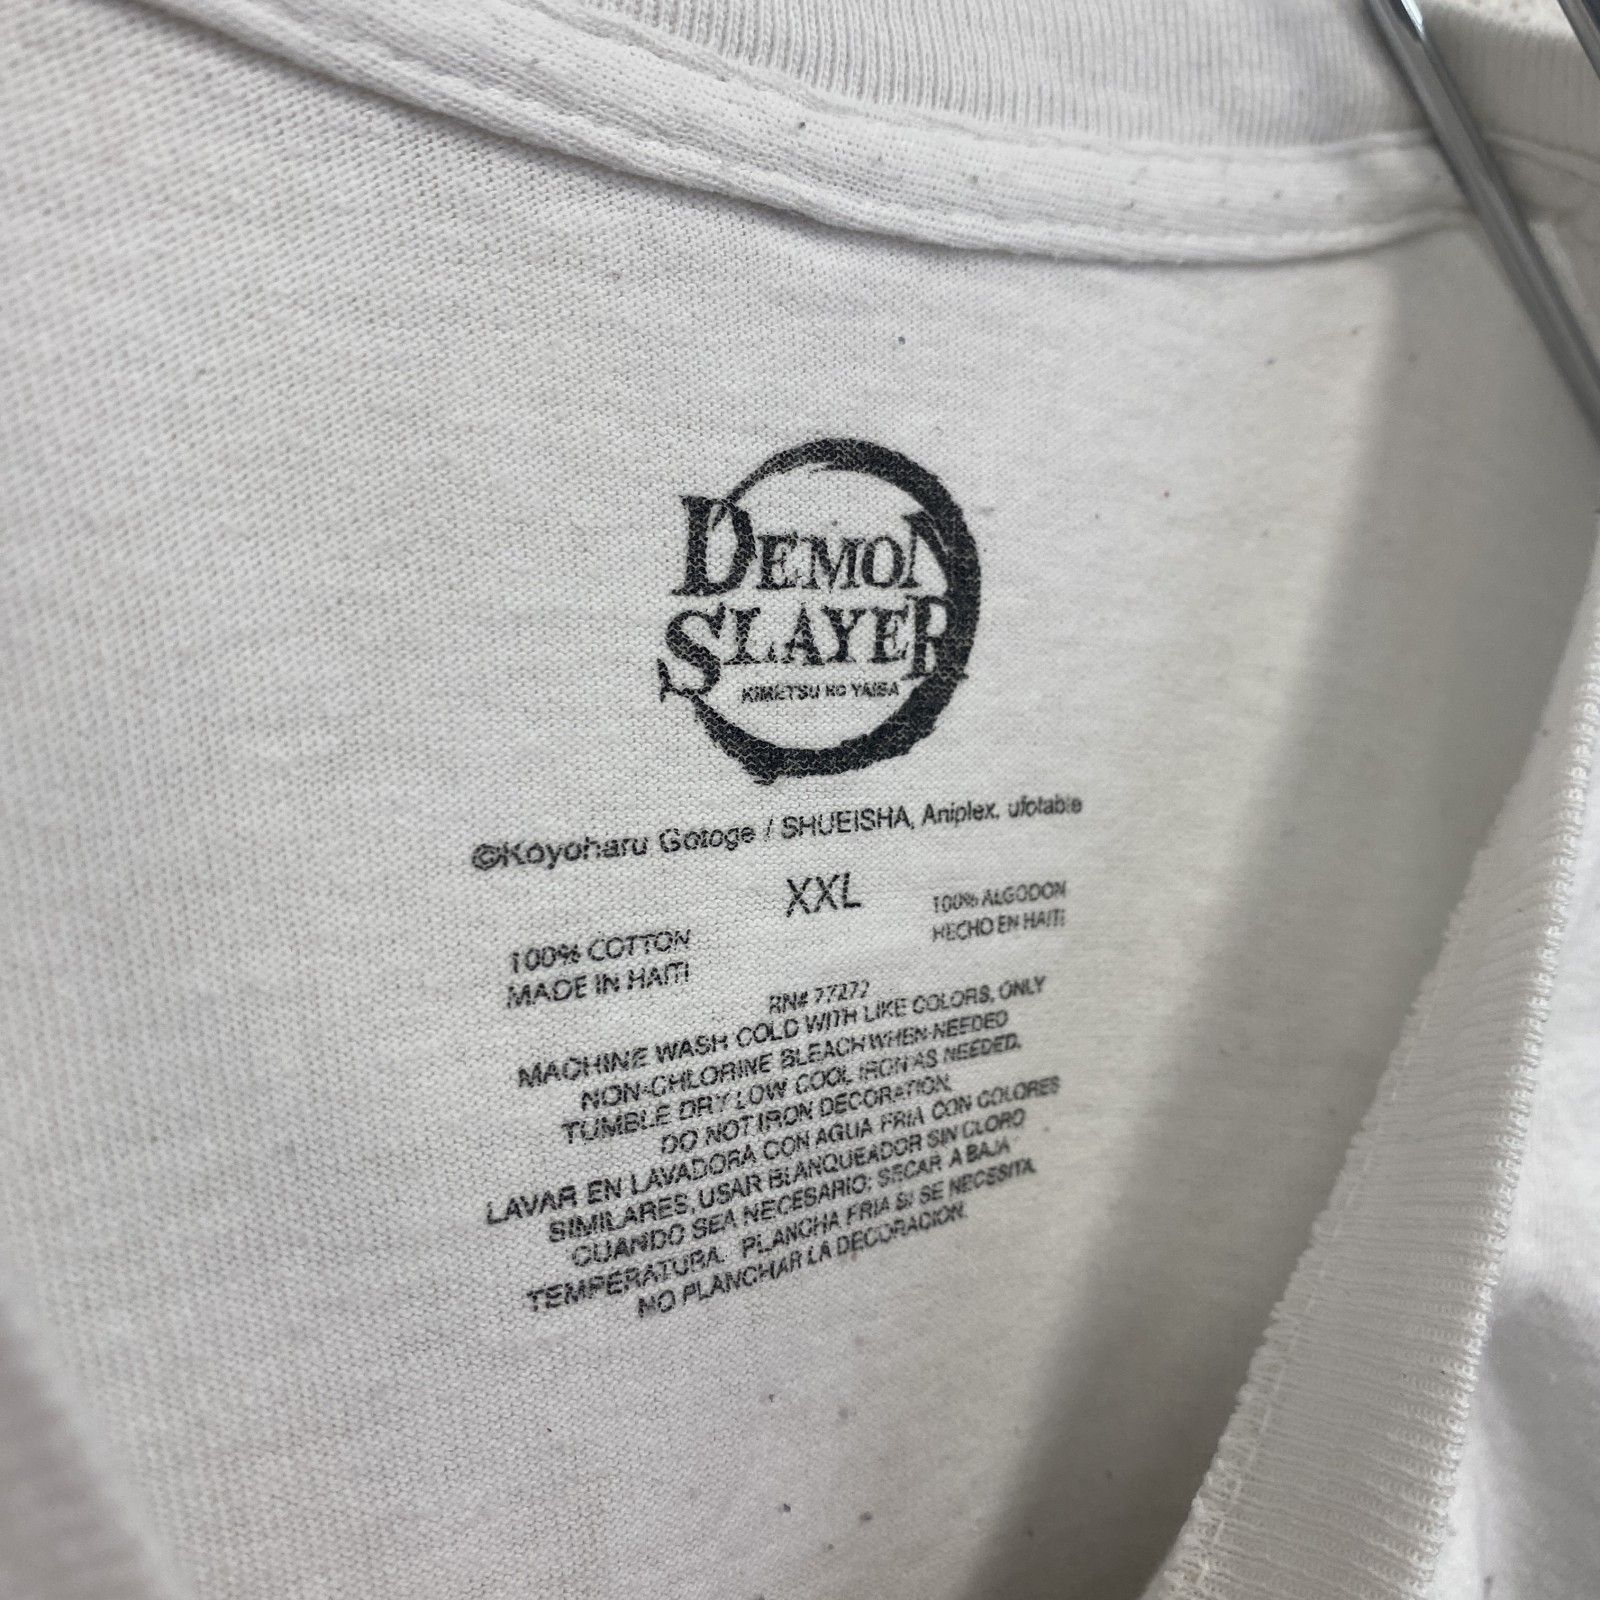 DEMON
SLAYER
KIMETSU NO YAIBA
©Koyoharu Gotoge / SHUEISHA, Aniplex, ufotable
XXL
100% COTTON
MADE IN HAITI
100% ALGODON
HECHO EN HAITI
RN# 77277
MACHINE WASH COLD WITH LIKE COLORS, ONLY
NON-CHLORINE BLEACH WHEN NEEDED
TUMBLE DRY LOW COOL IRON AS NEEDED.
DO NOT IRON DECORATION.
LAVAR EN LAVADORA CON AGUA FRIA CON COLORES
SIMILARES, USAR BLANQUEADOR SIN CLORO
CUANDO SEA NECESARIO; SECAR A BAJA
TEMPERATURA. PLANCHA FRIA SI SE NECESITA.
NO PLANCHAR LA DECORACION.